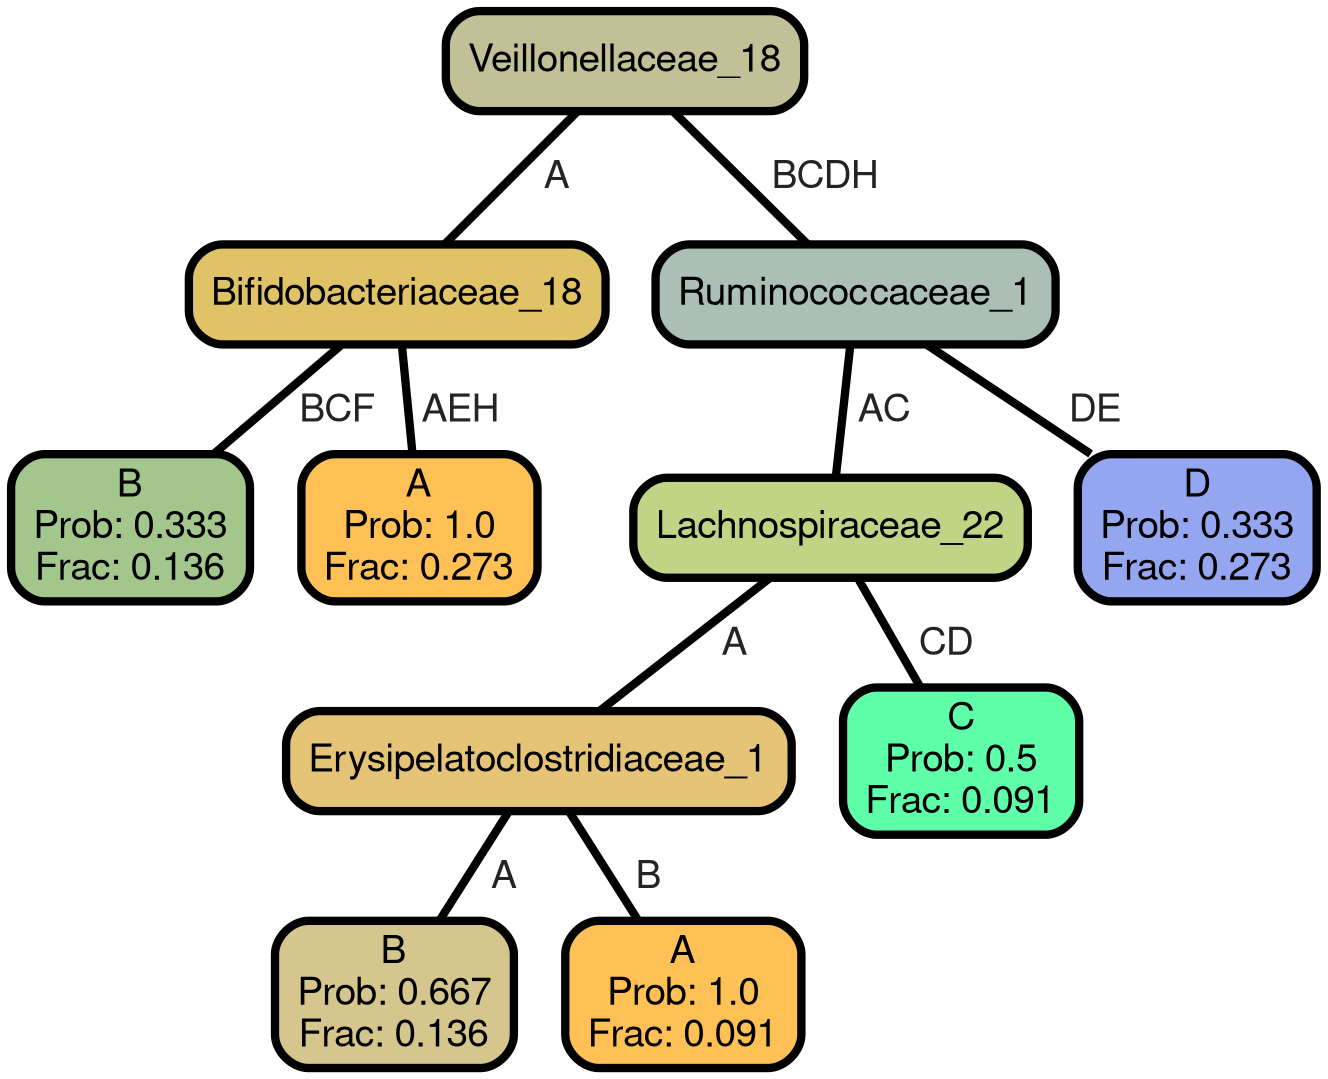 Veillonellaceae_18
A
BCDH
Bifidobacteriaceae_18
Ruminococcaceae_1
BCF
AEH
AC
DE
B
Prob: 0.333
Frac: 0.136
A
Prob: 1.0
Frac: 0.273
Lachnospiraceae_22
D
Prob: 0.333
Frac: 0.273
A
CD
Erysipelatoclostridiaceae_1
C
Prob: 0.5
Frac: 0.091
A
B
B
Prob: 0.667
Frac: 0.136
A
Prob: 1.0
Frac: 0.091